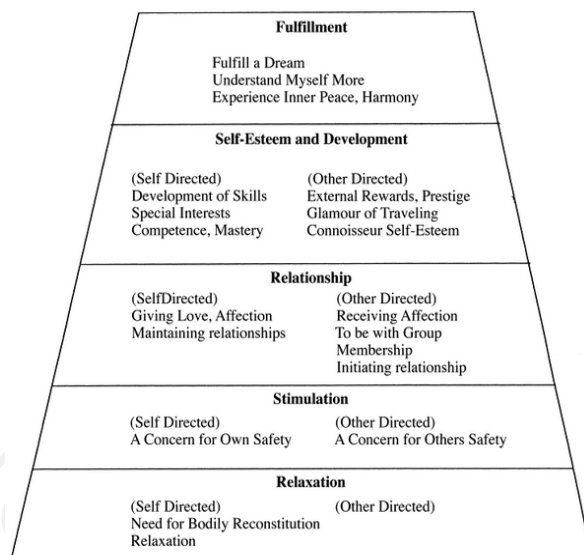 Fulfillment
Fulfill a Dream
Understand Myself More
Experience Inner Peace, Harmony
Self-Esteem and Development
(Self Directed) (Other Directed)
Development of Skills External Rewards, Prestige
Special Interests Glamour of Traveling
Competence, Mastery Connoisseur Self-Esteem
Relationship
(SelfDirected) (Other Directed)
Giving Love, Affection Receiving Affection
Maintaining relationships To be with Group
Membership
Initiating relationship
Stimulation
(Self Directed) (Other Directed)
A Concern for Own Safety A Concern for Others Safety
Relaxation
(Self Directed) (Other Directed)
Need for Bodily Reconstitution
Relaxation